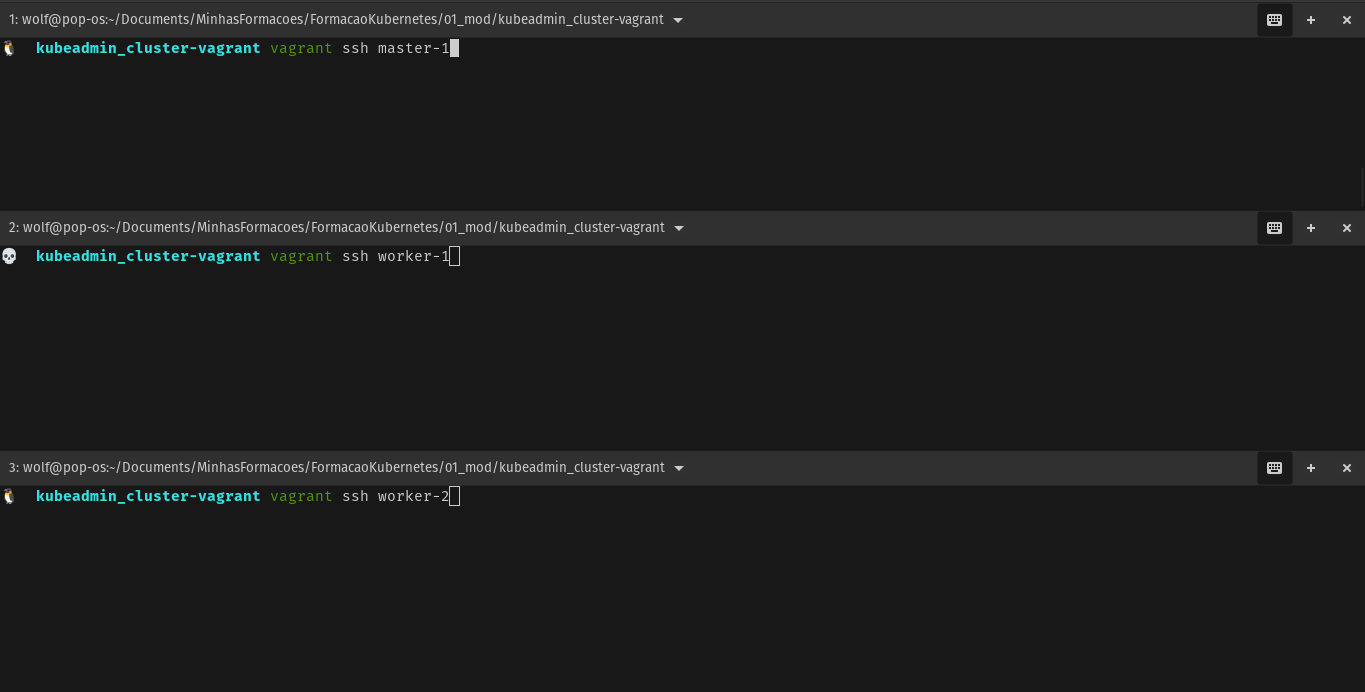 1: wolf@pop-os:~/Documents/MinhasFormacoes/FormacaoKubernetes/01_mod/kubeadmin_cluster-vagrant
kubeadmin_cluster-vagrant vagrant ssh master-1
2: wolf@pop-os:~/Documents/MinhasFormacoes/FormacaoKubernetes/01_mod/kubeadmin_cluster-vagrant
kubeadmin_cluster-vagrant vagrant ssh worker-1
3: wolf@pop-os:~/Documents/MinhasFormacoes/FormacaoKubernetes/01_mod/kubeadmin_cluster-vagrant
kubeadmin_cluster-vagrant vagrant ssh worker-2